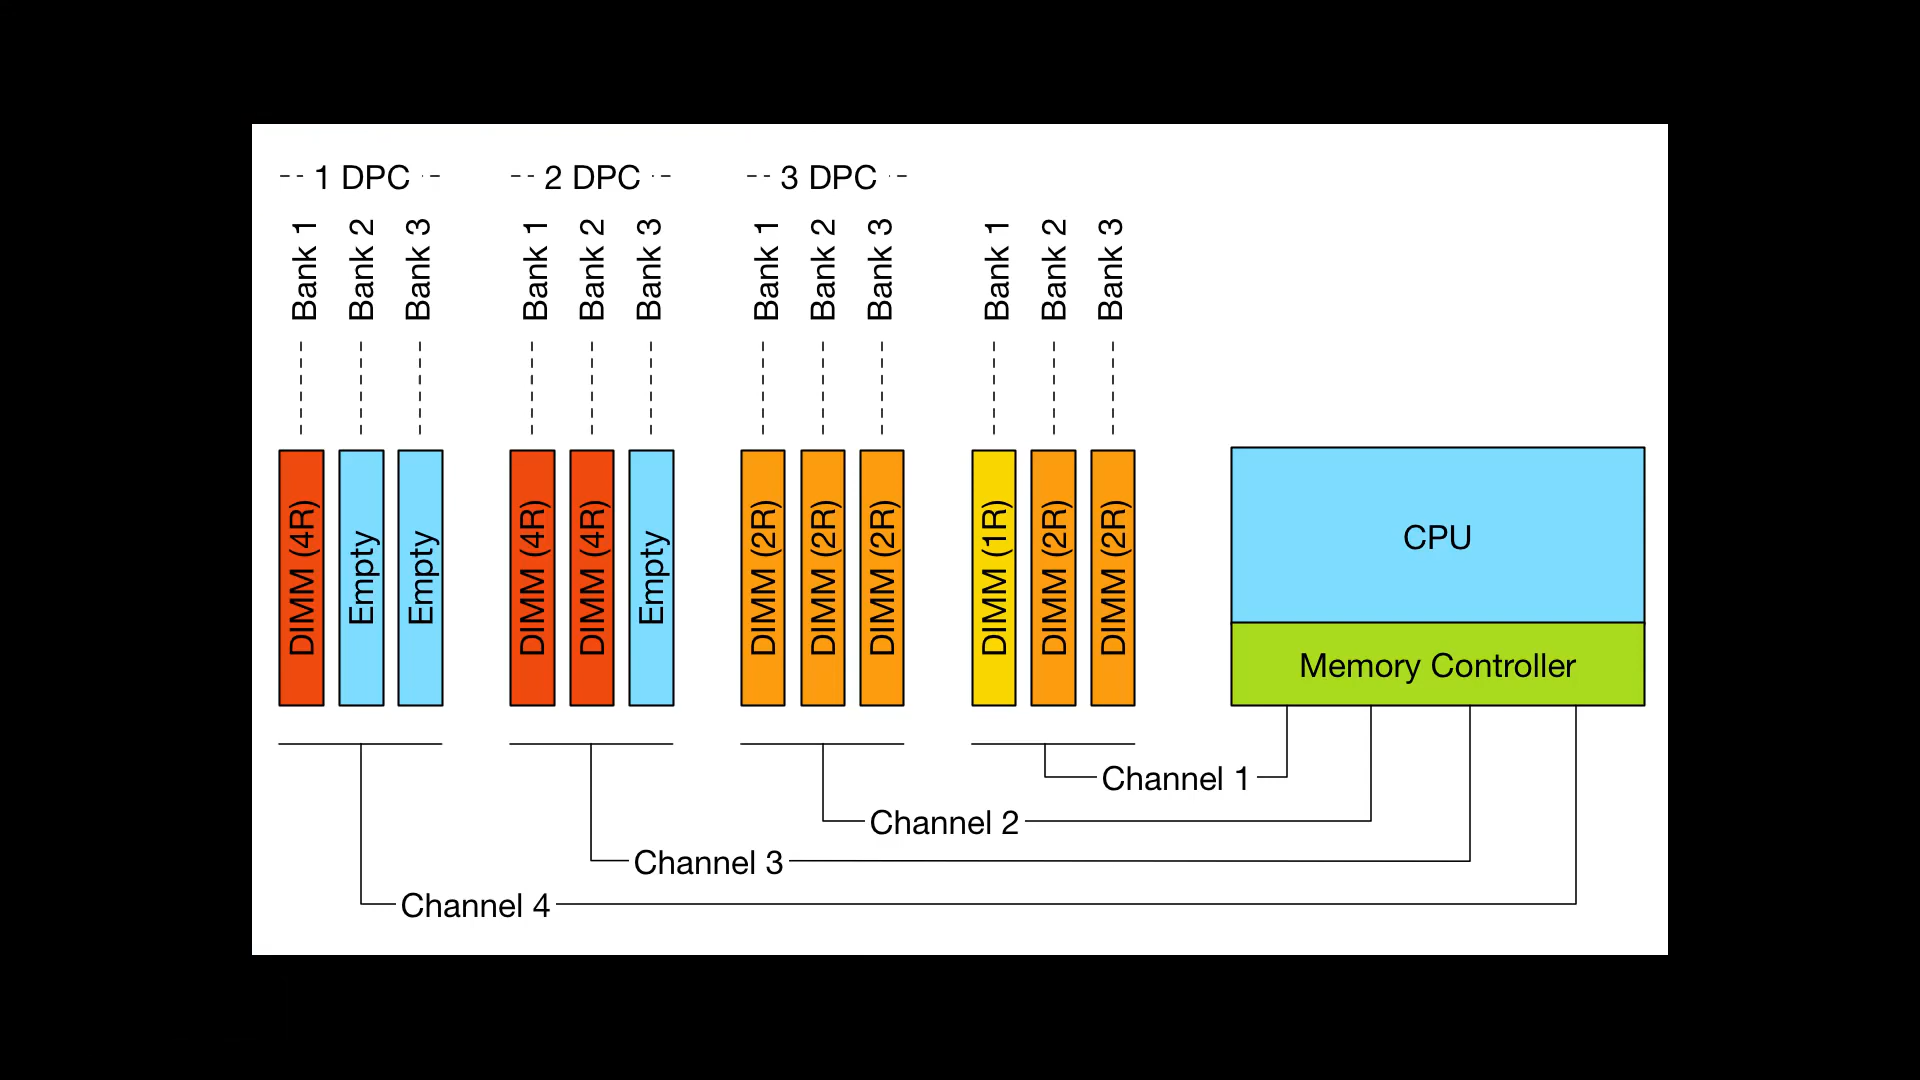 1 DPC
2 DPC
3 DPC
Bank 1
Bank 2
Bank 3
Bank 1
Bank 2
Bank 3
Bank 1
Bank 2
Bank 3
Bank 1
Bank 2
Bank 3
DIMM (4R)
Empty
Empty
DIMM (4R)
DIMM (4R)
Empty
DIMM (2R)
DIMM (2R)
DIMM (2R)
DIMM (1R)
DIMM (2R)
DIMM (2R)
CPU
Memory Controller
Channel 1
Channel 2
Channel 3
Channel 4